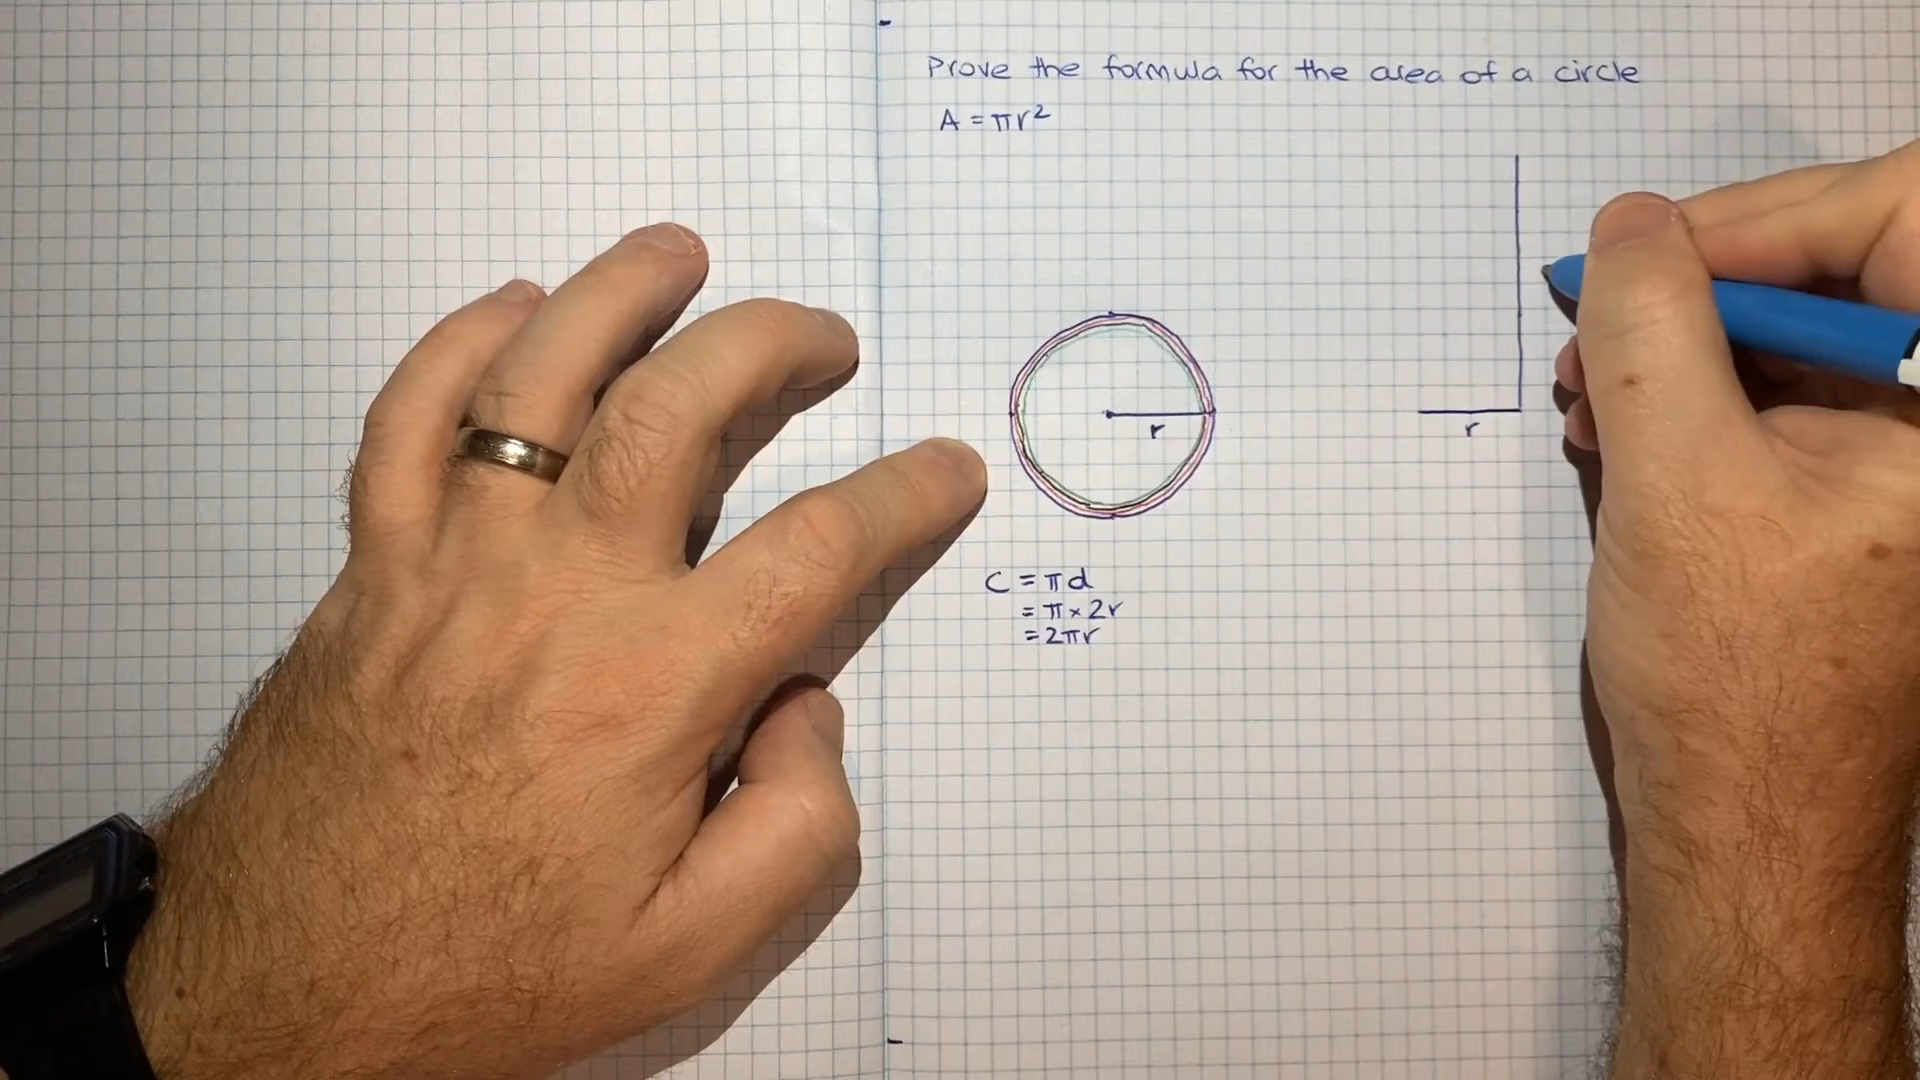 Prove the formula for the area of a circle
A = πr²
r
r
C = πd
= π × 2r
= 2πr